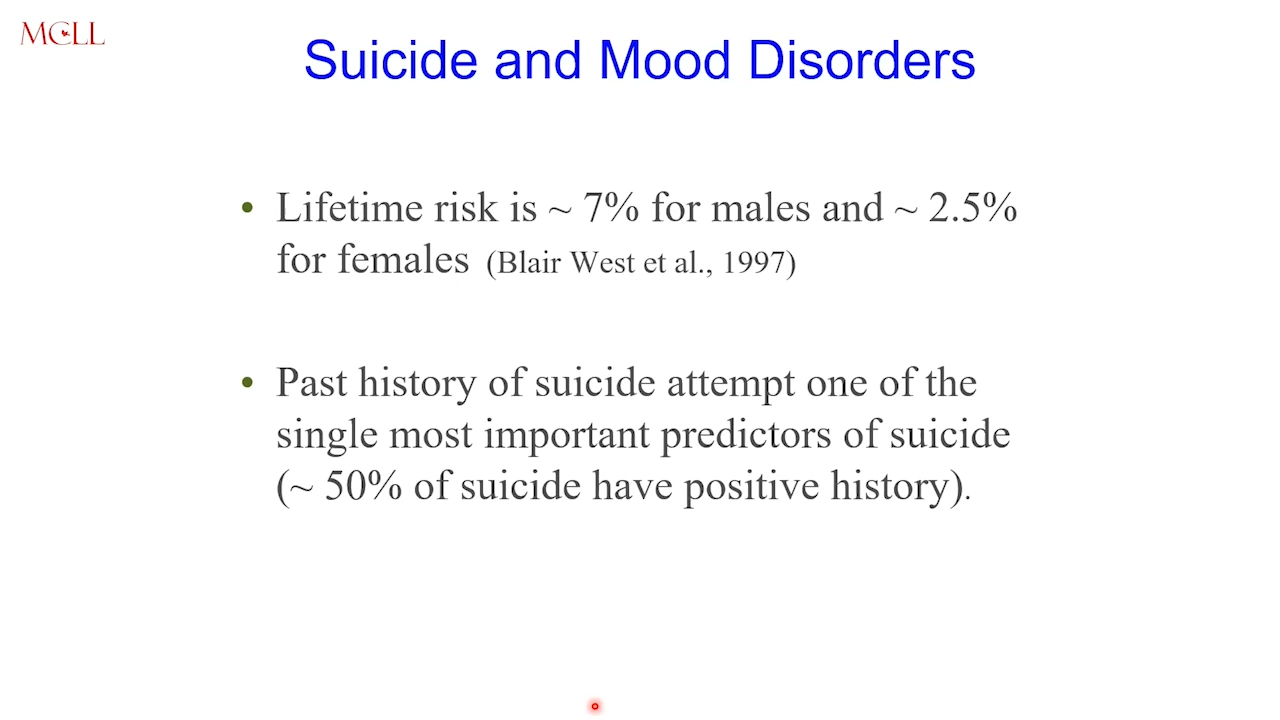 MCLL
Suicide and Mood Disorders
• Lifetime risk is ~ 7% for males and ~ 2.5%
for females (Blair West et al., 1997)
• Past history of suicide attempt one of the
single most important predictors of suicide
(~ 50% of suicide have positive history).